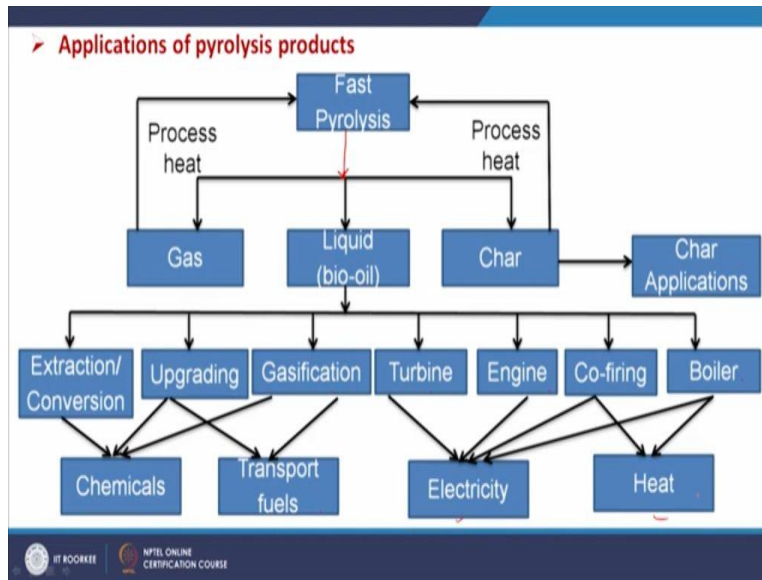 Applications of pyrolysis products
Fast
Pyrolysis
Process
heat
Process
heat
Gas
Liquid
(bio-oil)
Char
Char
Applications
Extraction/
Conversion
Upgrading
Gasification
Turbine
Engine
Co-firing
Boiler
Chemicals
Transport
fuels
Electricity
Heat
IIT ROORKEE
NPTEL ONLINE
CERTIFICATION COURSE